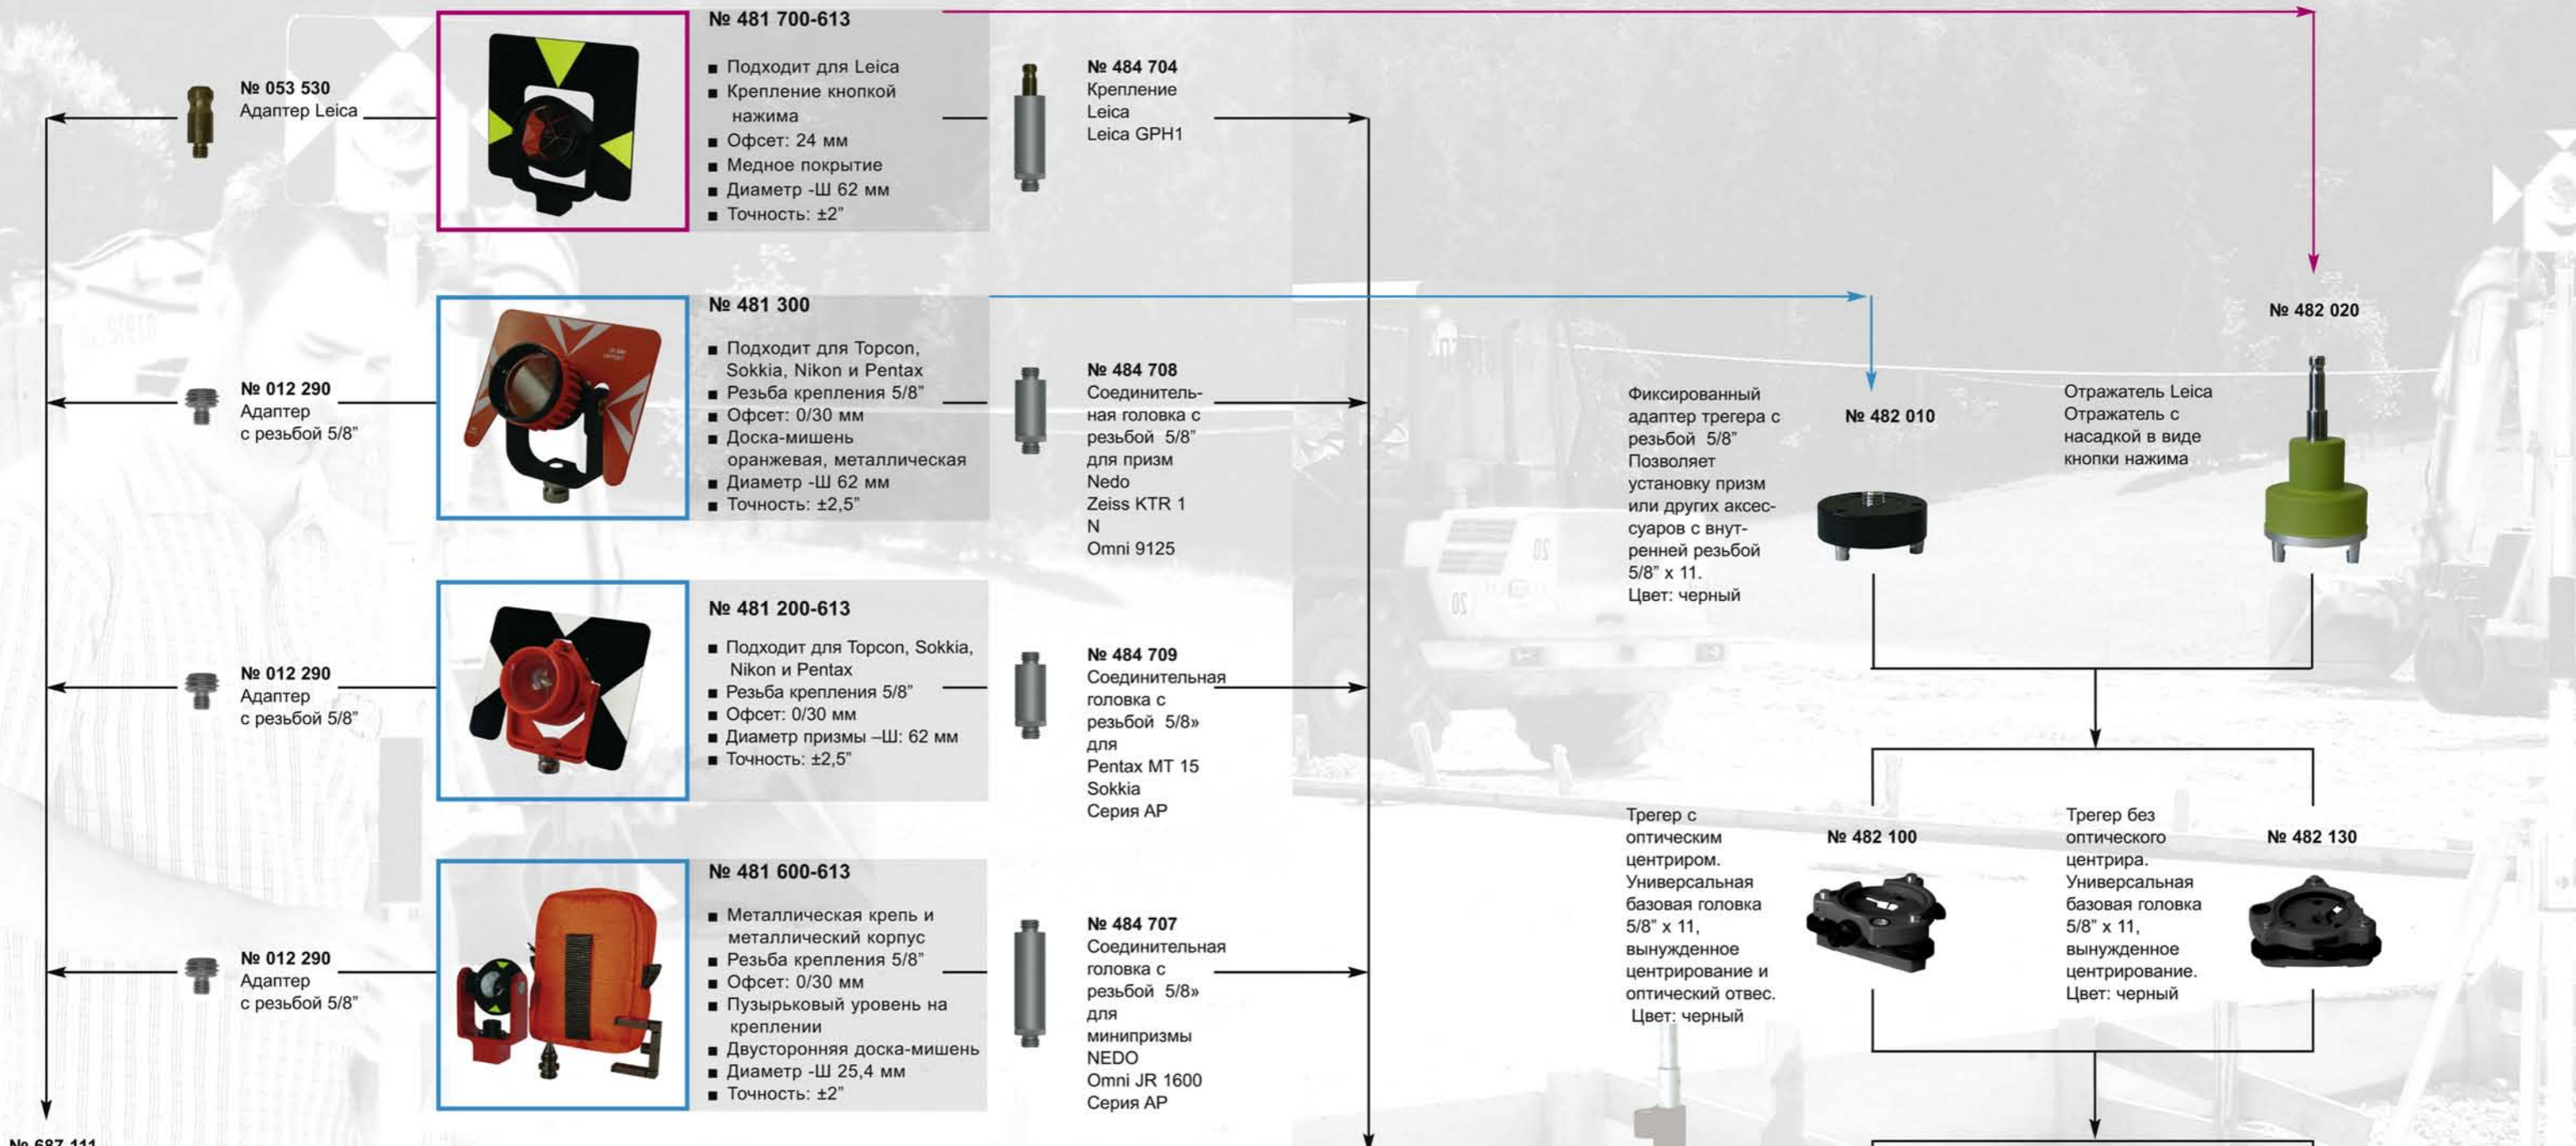 № 053 530
Адаптер Leica
№ 481 700-613
■ Подходит для Leica
■ Крепление кнопкой
нажима
■ Офсет: 24 мм
■ Медное покрытие
■ Диаметр -Ш 62 мм
■ Точность: ±2”
№ 484 704
Крепление
Leica
Leica GPH1
№ 012 290
Адаптер
с резьбой 5/8”
№ 481 300
■ Подходит для Topcon,
Sokkia, Nikon и Pentax
■ Резьба крепления 5/8”
■ Офсет: 0/30 мм
■ Доска-мишень
оранжевая, металлическая
■ Диаметр -Ш 62 мм
■ Точность: ±2,5”
№ 484 708
Соединитель-
ная головка с
резьбой 5/8”
для призм
Nedo
Zeiss KTR 1
N
Omni 9125
Фиксированный
адаптер трегера с
резьбой 5/8”
Позволяет
установку призм
или других аксес-
суаров с внут-
ренней резьбой
5/8” x 11.
Цвет: черный
№ 482 010
Отражатель Leica
Отражатель с
насадкой в виде
кнопки нажима
№ 482 020
№ 012 290
Адаптер
с резьбой 5/8”
№ 481 200-613
■ Подходит для Topcon, Sokkia,
Nikon и Pentax
■ Резьба крепления 5/8”
■ Офсет: 0/30 мм
■ Диаметр призмы –Ш: 62 мм
■ Точность: ±2,5”
№ 484 709
Соединительная
головка с
резьбой 5/8»
для
Pentax MT 15
Sokkia
Серия AP
№ 012 290
Адаптер
с резьбой 5/8”
№ 481 600-613
■ Металлическая крепь и
металлический корпус
■ Резьба крепления 5/8”
■ Офсет: 0/30 мм
■ Пузырьковый уровень на
креплении
■ Двусторонняя доска-мишень
■ Диаметр -Ш 25,4 мм
■ Точность: ±2”
№ 484 707
Соединительная
головка с
резьбой 5/8»
для
минипризмы
NEDO
Omni JR 1600
Серия AP
Трегер с
оптическим
центриром.
Универсальная
базовая головка
5/8” x 11,
вынужденное
центрирование и
оптический отвес.
Цвет: черный
№ 482 100
Трегер без
оптического
центрира.
Универсальная
базовая головка
5/8” x 11,
вынужденное
центрирование.
Цвет: черный
№ 482 130
№ 687 111